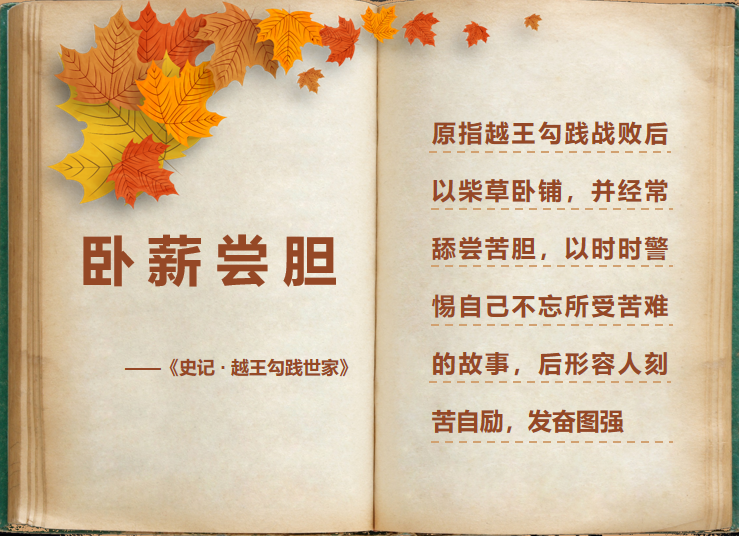 卧薪尝胆
——《史记·越王勾践世家》
原指越王勾践战败后
以柴草卧铺，并经常
舔尝苦胆，以时时警
惕自己不忘所受苦难
的故事，后形容人刻
苦自励，发奋图强